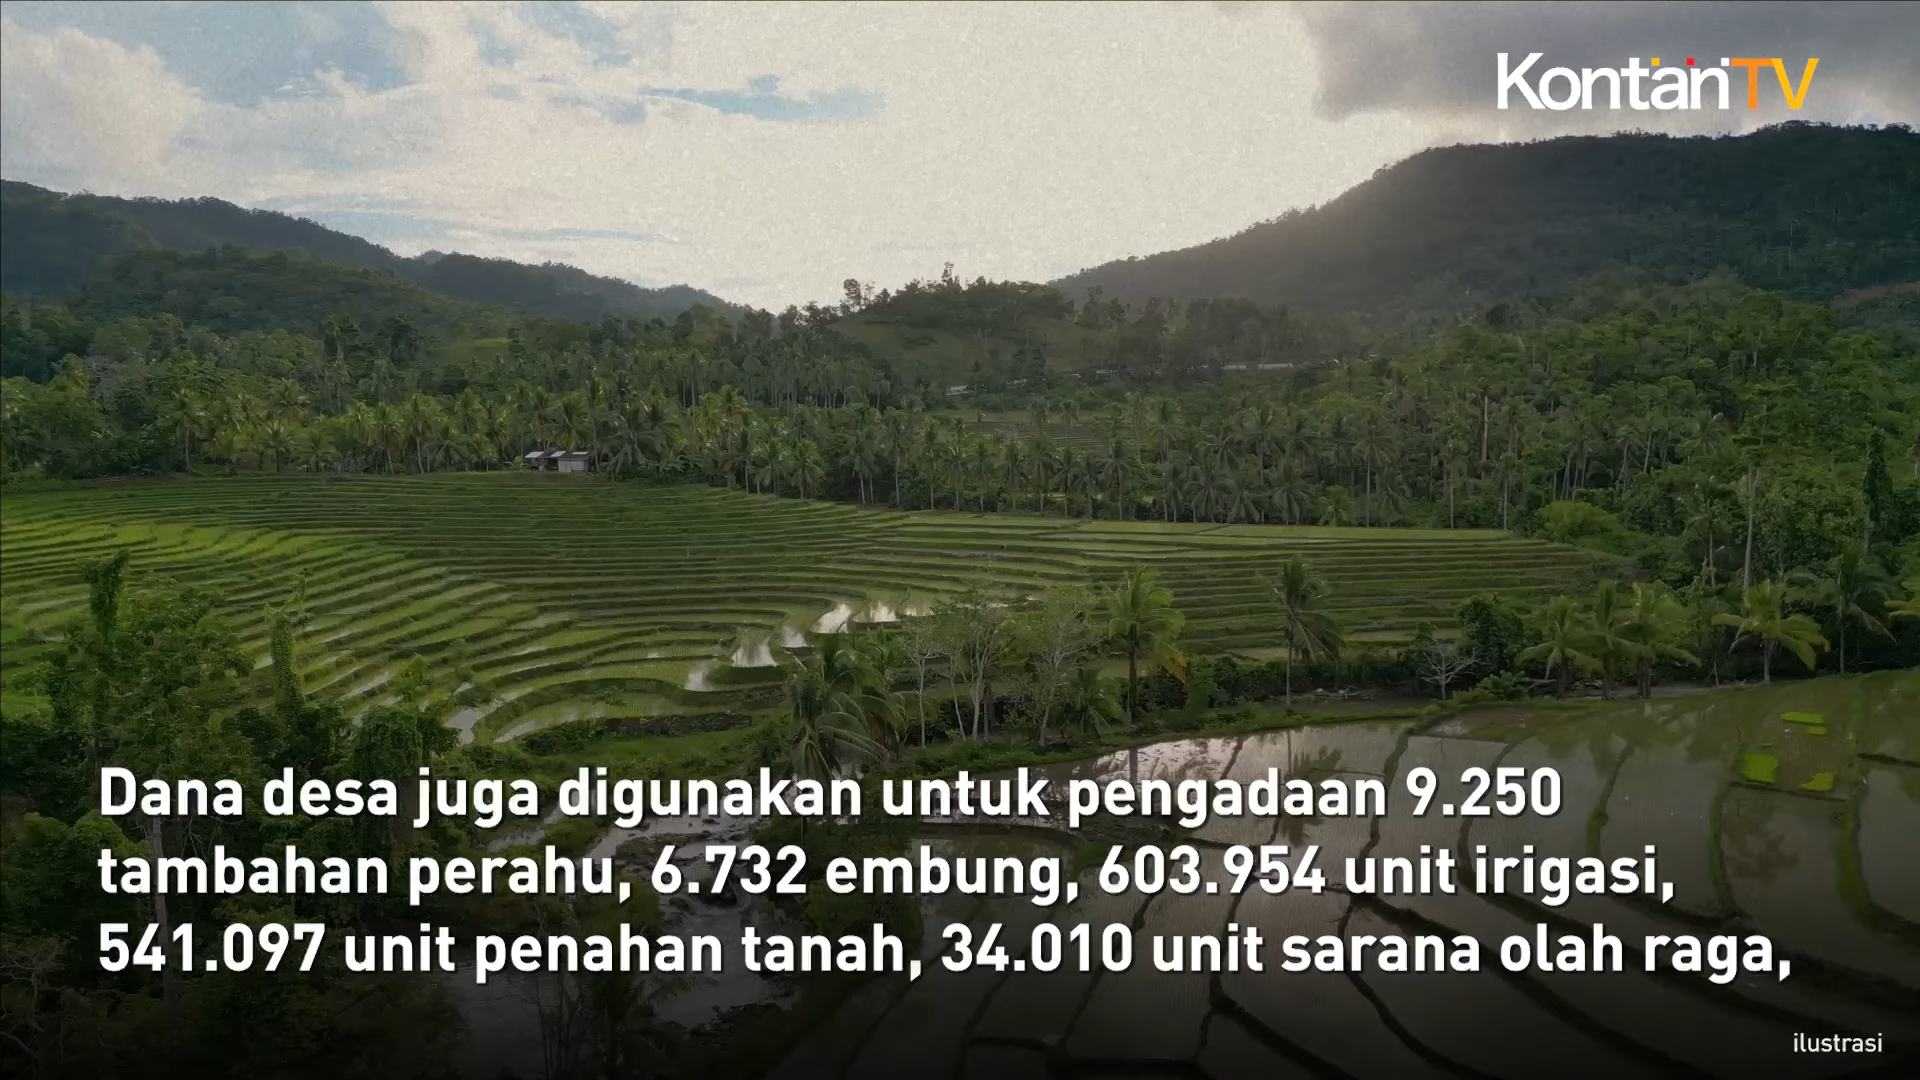 KontanTV
Dana desa juga digunakan untuk pengadaan 9.250
tambahan perahu, 6.732 embung, 603.954 unit irigasi,
541.097 unit penahan tanah, 34.010 unit sarana olah raga,
ilustrasi